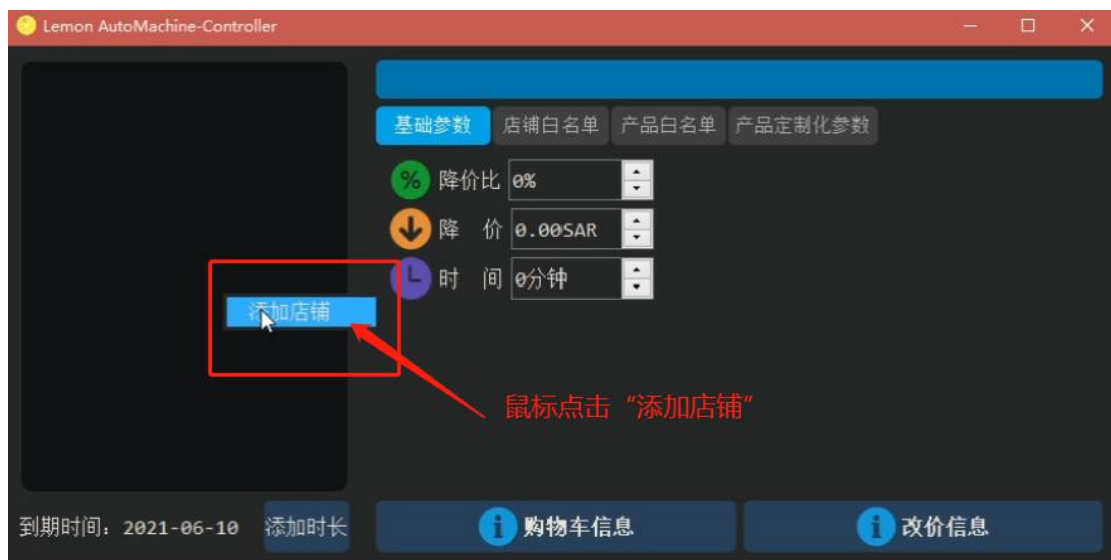 Lemon AutoMachine-Controller
基础参数 店铺白名单 产品白名单 产品定制化参数
% 降价比 0%
降 价 0.00SAR
时 间 0分钟
添加店铺
鼠标点击“添加店铺”
到期时间：2021-06-10 添加时长 购物车信息 改价信息